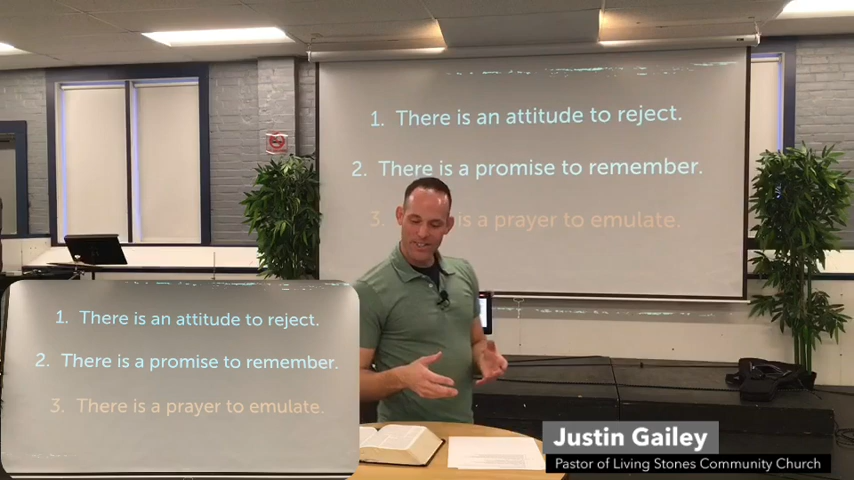 1. There is an attitude to reject.
2. There is a promise to remember.
3. is a prayer to emulate.
1. There is an attitude to reject.
2. There is a promise to remember.
3. There is a prayer to emulate.
Justin Gailey
Pastor of Living Stones Community Church